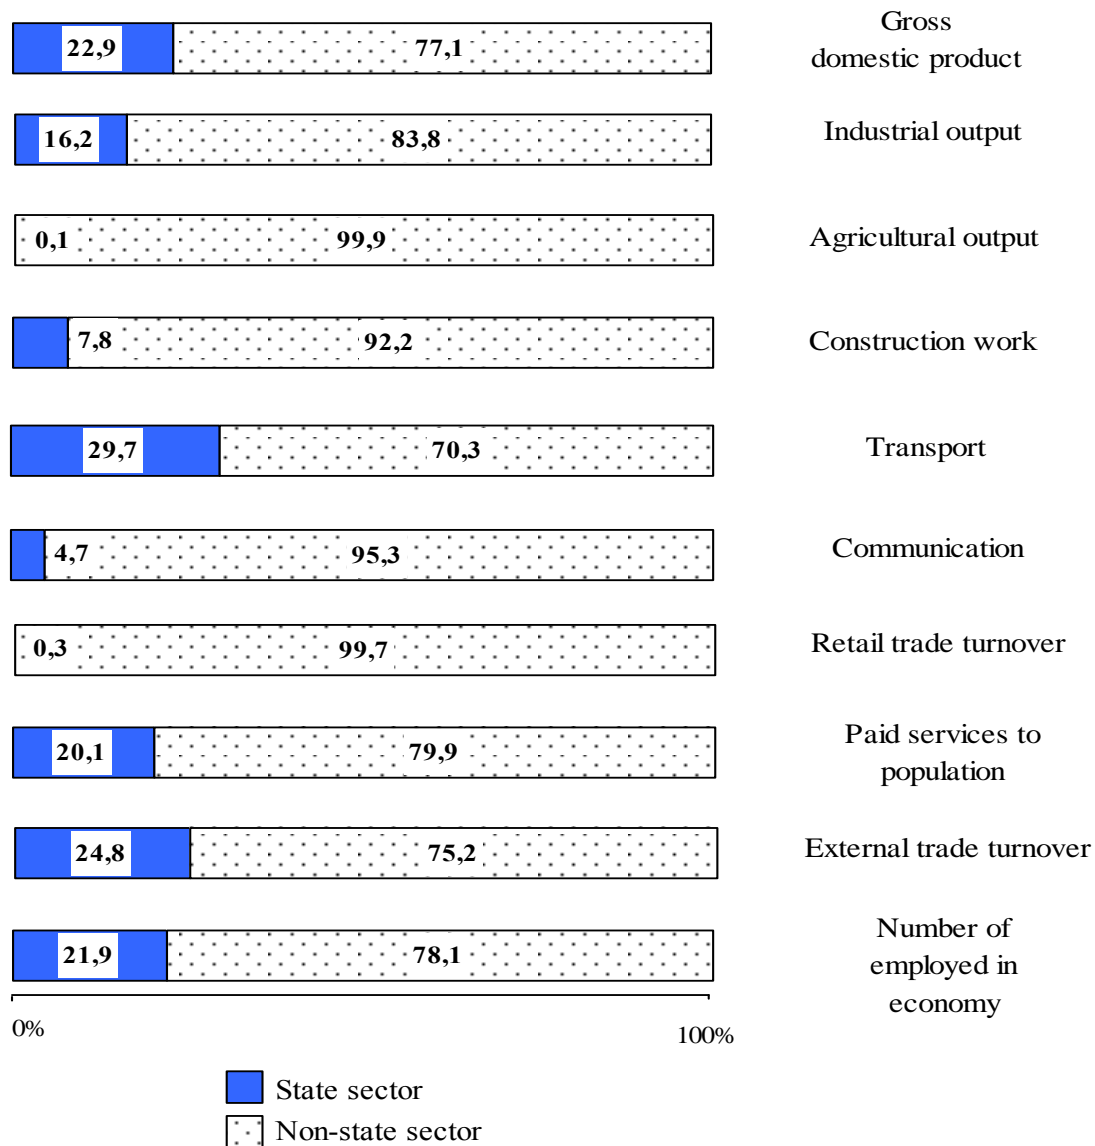 Gross
domestic product
22,9 77,1
Industrial output
16,2 83,8
Agricultural output
0,1 99,9
Construction work
7,8 92,2
Transport
29,7 70,3
Communication
4,7 95,3
Retail trade turnover
0,3 99,7
Paid services to
population
20,1 79,9
External trade turnover
24,8 75,2
Number of
employed in
economy
21,9 78,1
0% 100%
State sector
Non-state sector